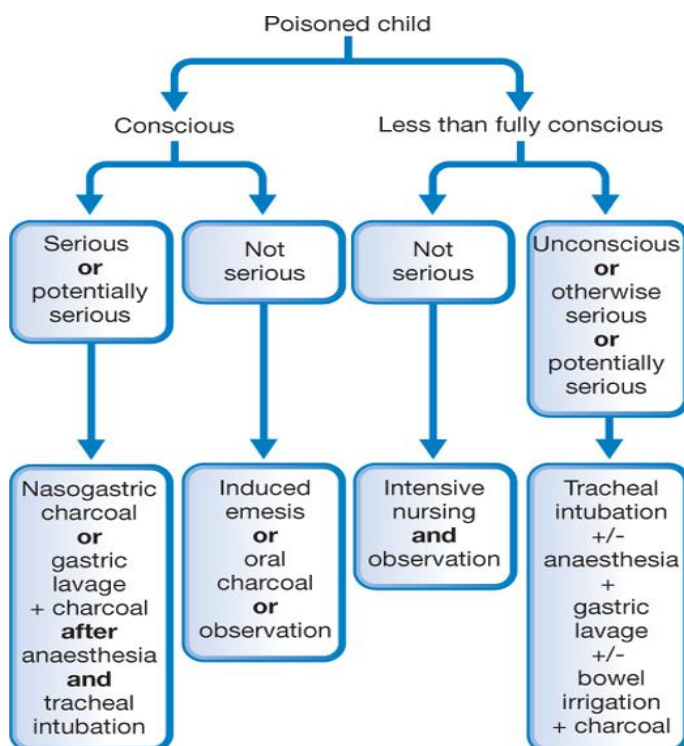 Poisoned child
Conscious
Less than fully conscious
Serious
or
potentially
serious
Not
serious
Not
serious
Unconscious
or
otherwise
serious
or
potentially
serious
Nasogastric
charcoal
or
gastric
lavage
+ charcoal
after
anaesthesia
and
tracheal
intubation
Induced
emesis
or
oral
charcoal
or
observation
Intensive
nursing
and
observation
Tracheal
intubation
+/-
anaesthesia
+
gastric
lavage
+/-
bowel
irrigation
+ charcoal